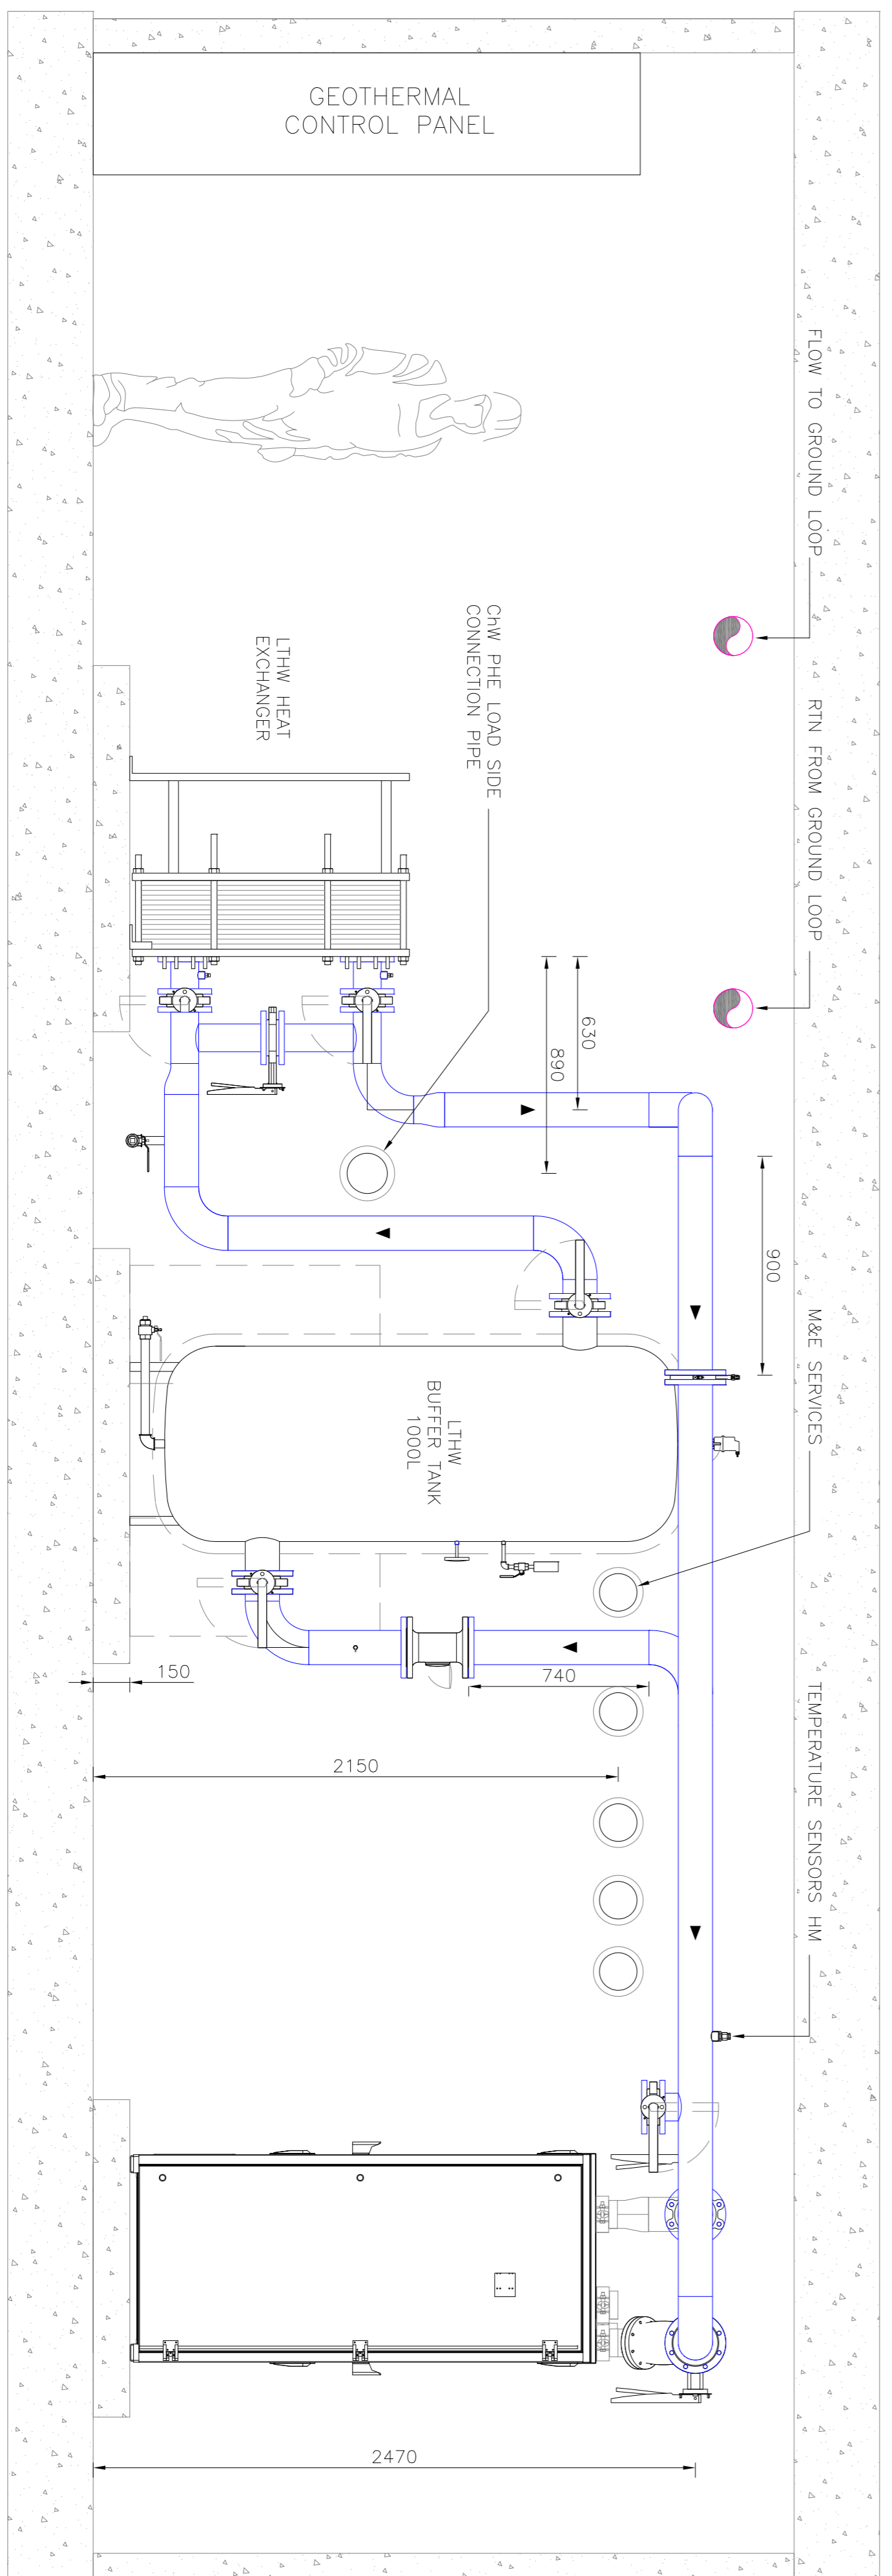 GEOTHERMAL
CONTROL PANEL
FLOW TO GROUND LOOP
RTN FROM GROUND LOOP
M&E SERVICES
TEMPERATURE SENSORS HM
ChW PHE LOAD SIDE
CONNECTION PIPE
LTHW HEAT
EXCHANGER
630
890
900
LTHW
BUFFER TANK
1000L
150
740
2150
2470